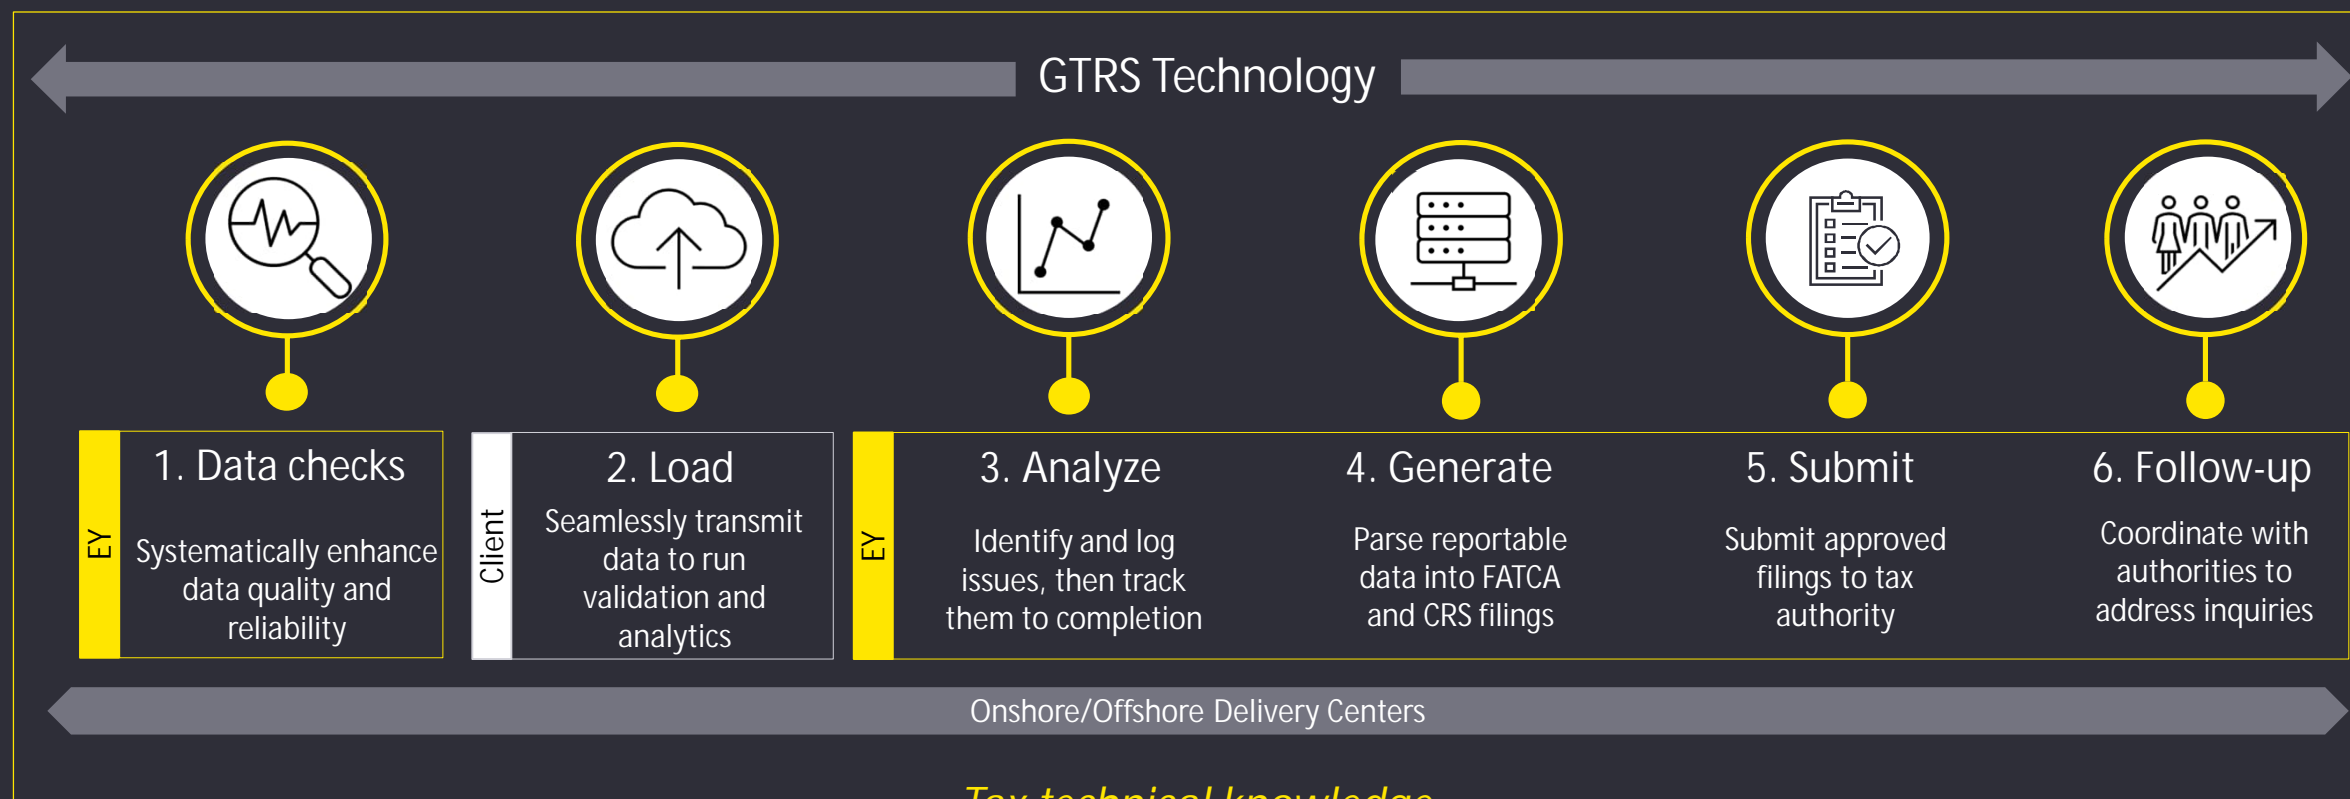 GTRS Technology
EY
1. Data checks
Systematically enhance
data quality and
reliability
Client
2. Load
Seamlessly transmit
data to run
validation and
analytics
EY
3. Analyze
Identify and log
issues, then track
them to completion
4. Generate
Parse reportable
data into FATCA
and CRS filings
5. Submit
Submit approved
filings to tax
authority
6. Follow-up
Coordinate with
authorities to
address inquiries
Onshore/Offshore Delivery Centers
Tax technical knowledge